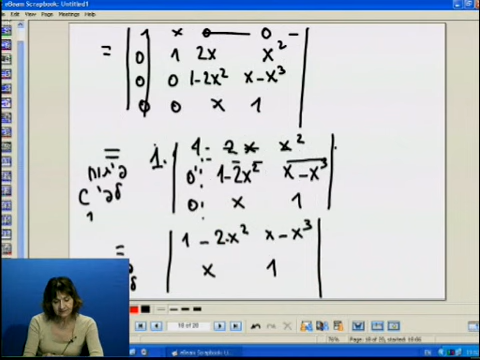 eBeam Scrapbook: Untitled1
File Edit View Pages Meetings Help
1 x 0 — 0
= 0 1 2x x²
0 0 1-2x² x-x³
0 0 x 1
= 1. 1 2x x²
0 1-2x² x-x³
0 x 1
= 1-2x² x-x³
x 1